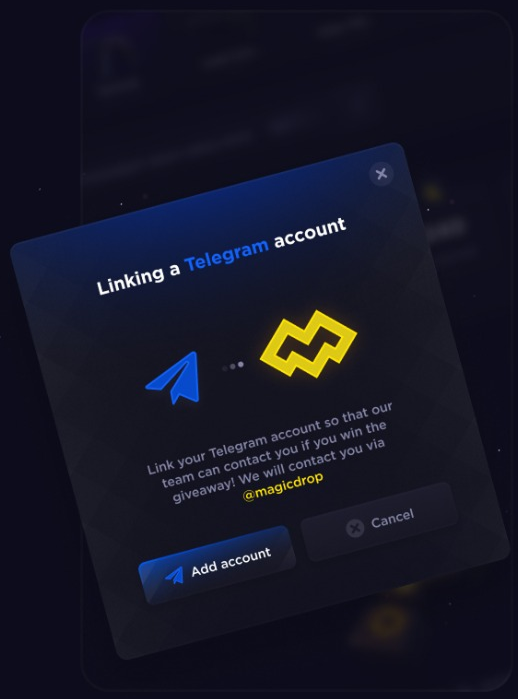 Linking a Telegram account
Link your Telegram account so that our
team can contact you if you win the
giveaway! We will contact you via
@magicdrop
Add account
Cancel